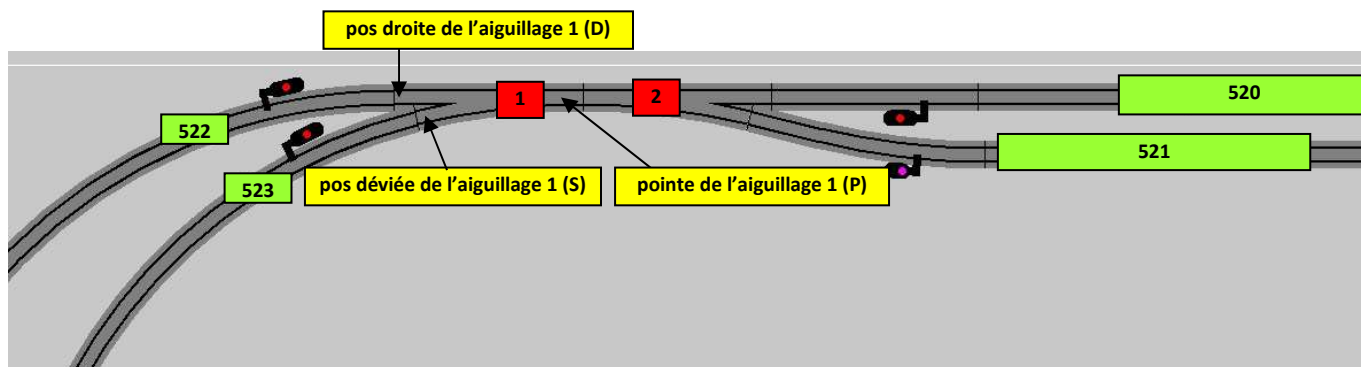 pos droite de l’aiguillage 1 (D)
1
2
520
522
521
523
pos déviée de l’aiguillage 1 (S)
pointe de l’aiguillage 1 (P)